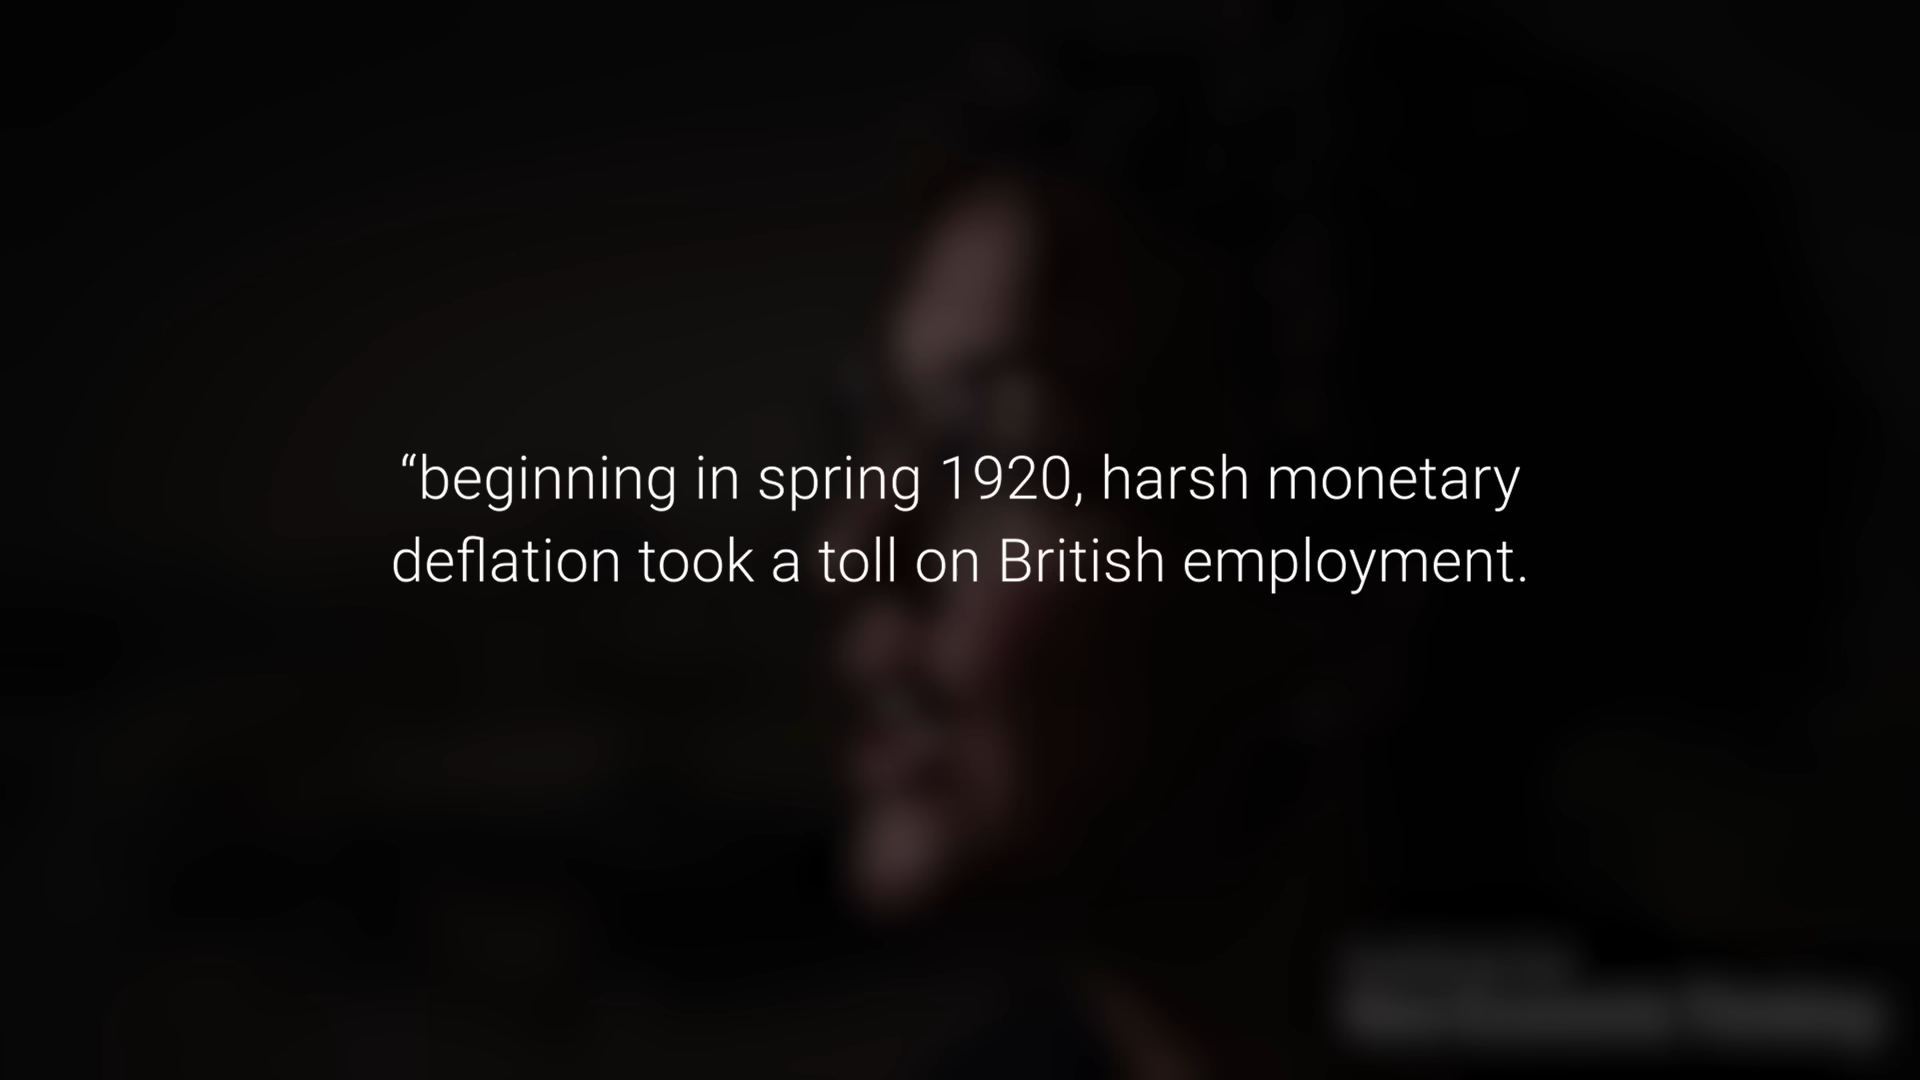 “beginning in spring 1920, harsh monetary
deflation took a toll on British employment.